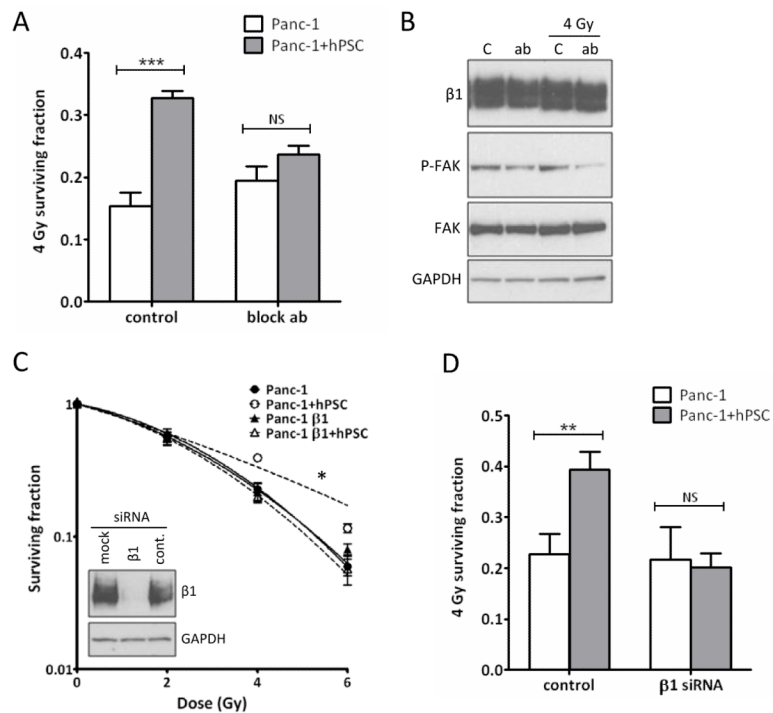 A
Panc-1
Panc-1+hPSC
0.4
0.3
0.2
0.1
0.0
4 Gy surviving fraction
***
NS
control
block ab
B
4 Gy
C ab C ab
β1
P-FAK
FAK
GAPDH
C
Panc-1
Panc-1+hPSC
Panc-1 β1
Panc-1 β1+hPSC
1
0.1
0.01
Surviving fraction
*
siRNA
mock
β1
cont.
β1
GAPDH
0 2 4 6
Dose (Gy)
D
Panc-1
Panc-1+hPSC
0.5
0.4
0.3
0.2
0.1
0.0
4 Gy surviving fraction
**
NS
control
β1 siRNA